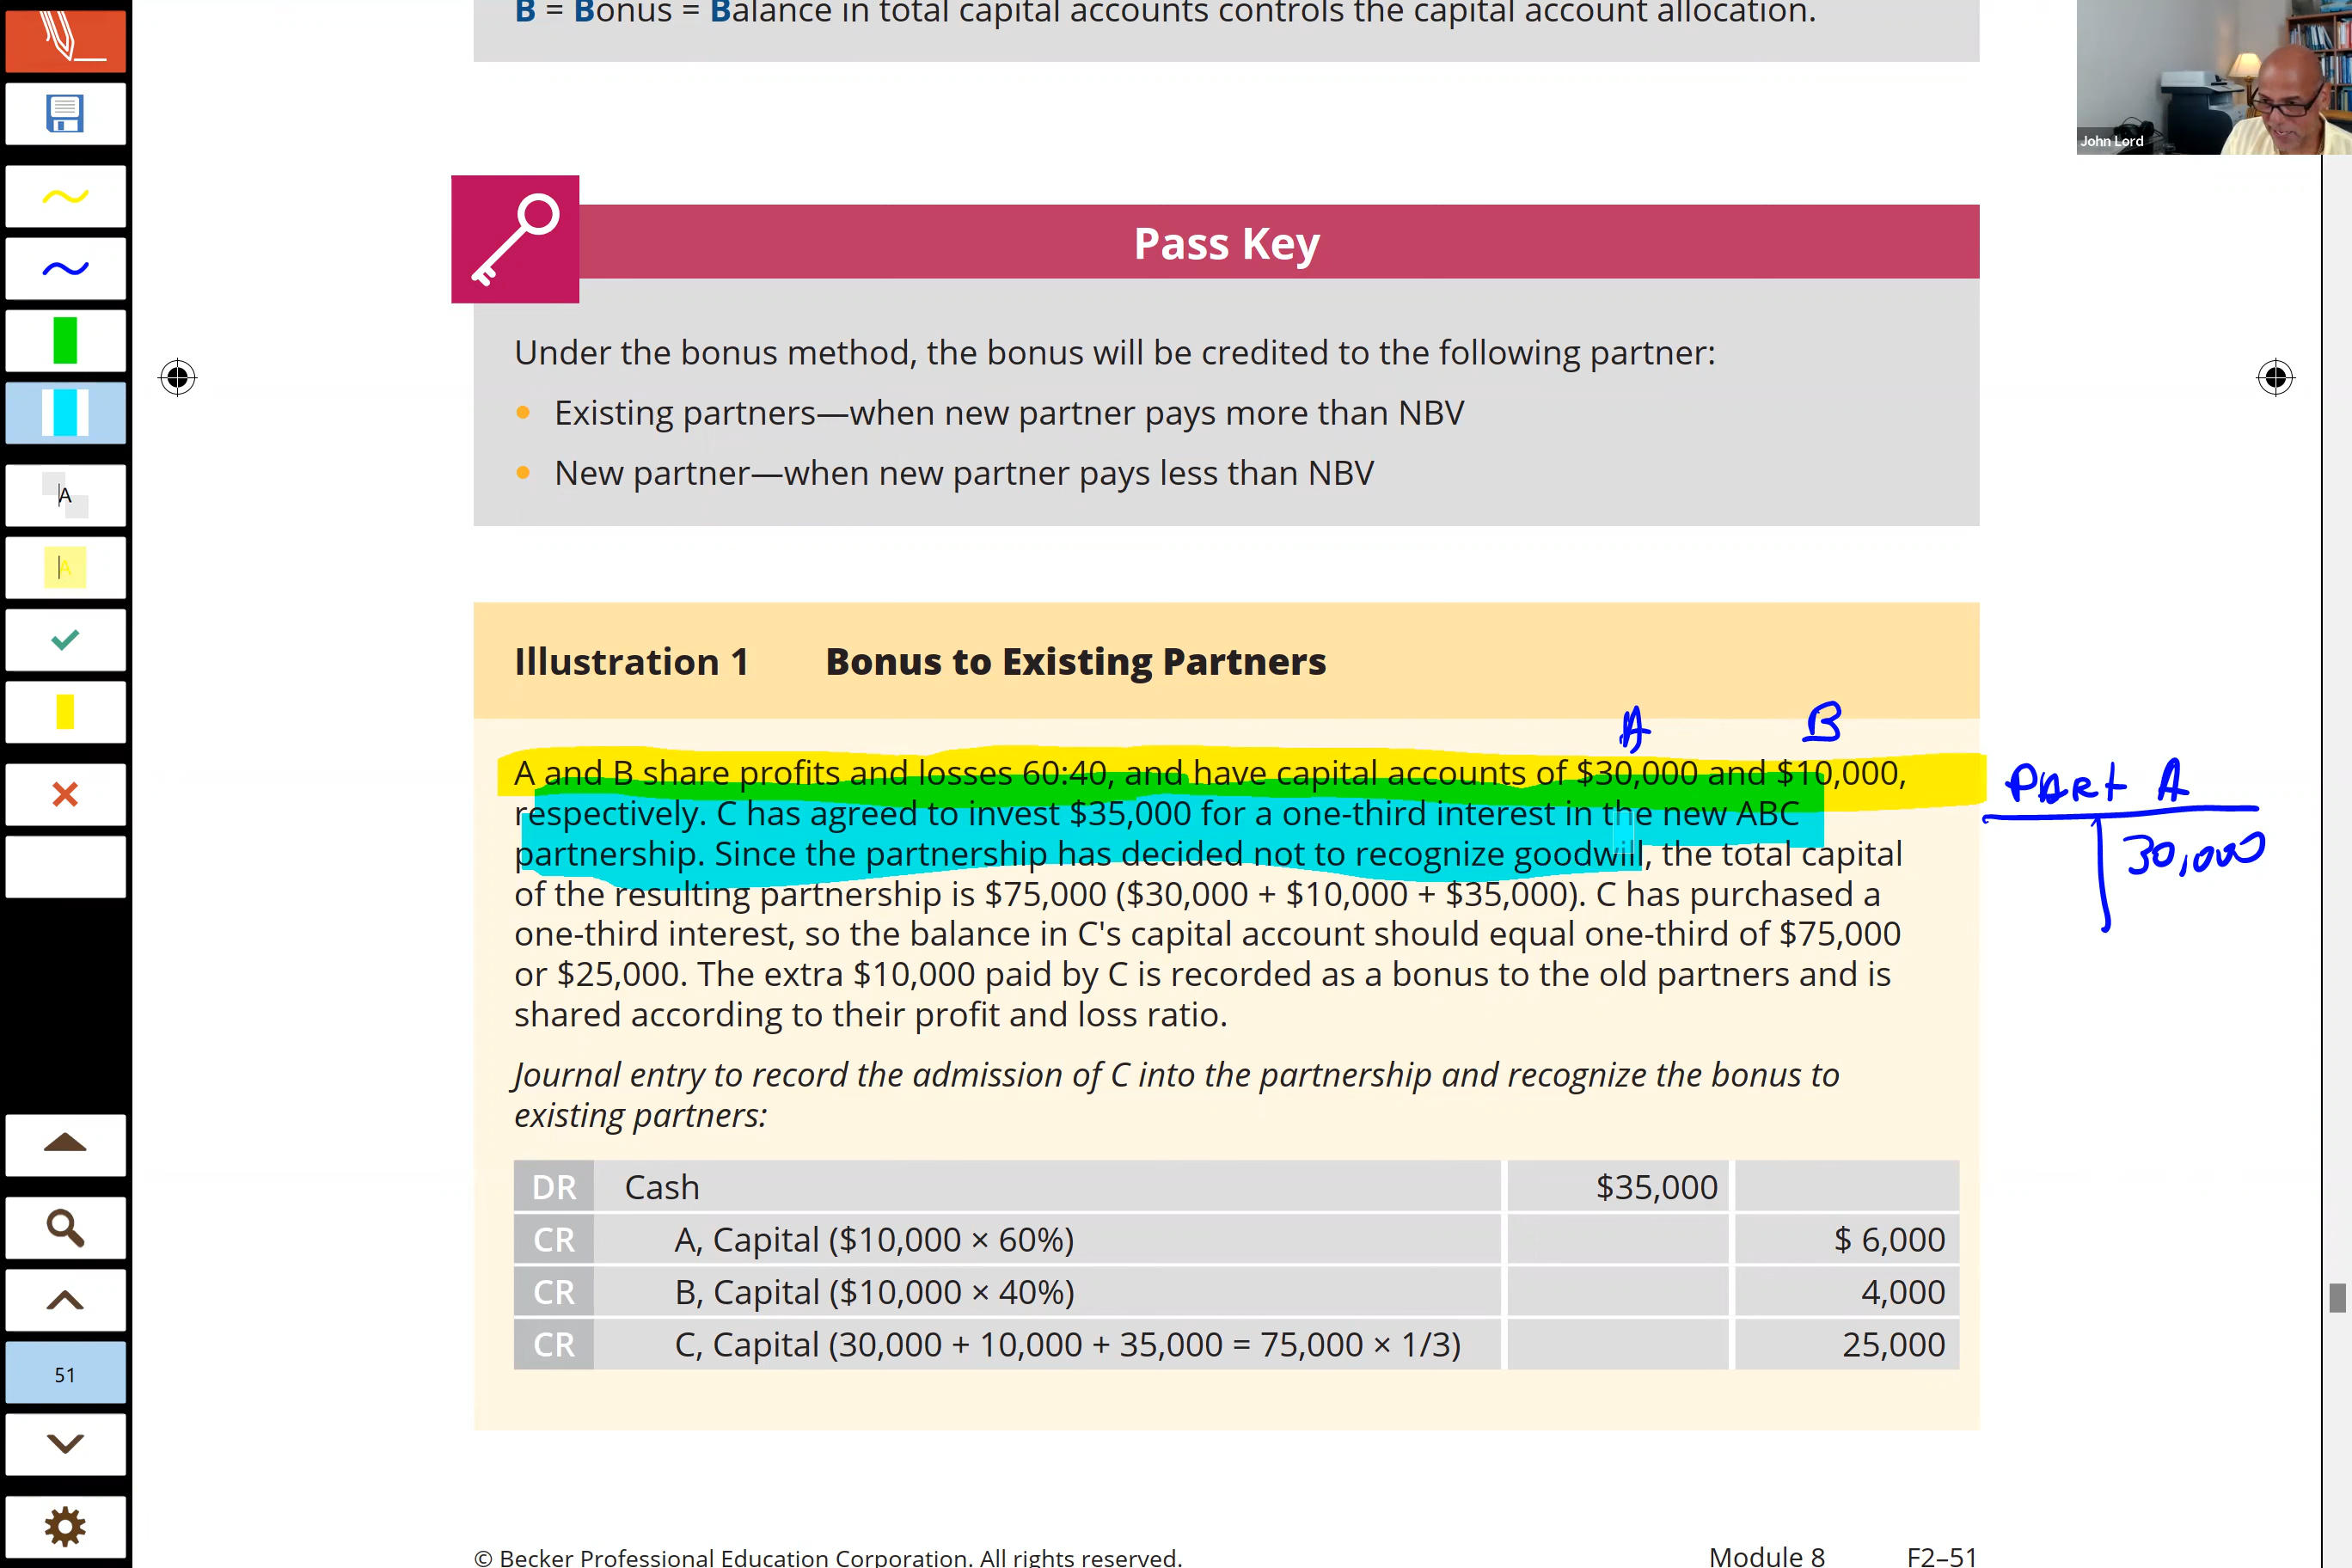 B = Bonus = Balance in total capital accounts controls the capital account allocation.
John Lord
Pass Key
Under the bonus method, the bonus will be credited to the following partner:
• Existing partners—when new partner pays more than NBV
• New partner—when new partner pays less than NBV
A
A
Illustration 1 Bonus to Existing Partners
A B
A and B share profits and losses 60:40, and have capital accounts of $30,000 and $10,000,
respectively. C has agreed to invest $35,000 for a one-third interest in the new ABC
partnership. Since the partnership has decided not to recognize goodwill, the total capital
of the resulting partnership is $75,000 ($30,000 + $10,000 + $35,000). C has purchased a
one-third interest, so the balance in C's capital account should equal one-third of $75,000
or $25,000. The extra $10,000 paid by C is recorded as a bonus to the old partners and is
shared according to their profit and loss ratio.
Part A
30,000
Journal entry to record the admission of C into the partnership and recognize the bonus to
existing partners:
DR Cash $35,000
CR A, Capital ($10,000 × 60%) $ 6,000
CR B, Capital ($10,000 × 40%) 4,000
CR C, Capital (30,000 + 10,000 + 35,000 = 75,000 × 1/3) 25,000
51
© Becker Professional Education Corporation. All rights reserved. Module 8 F2–51